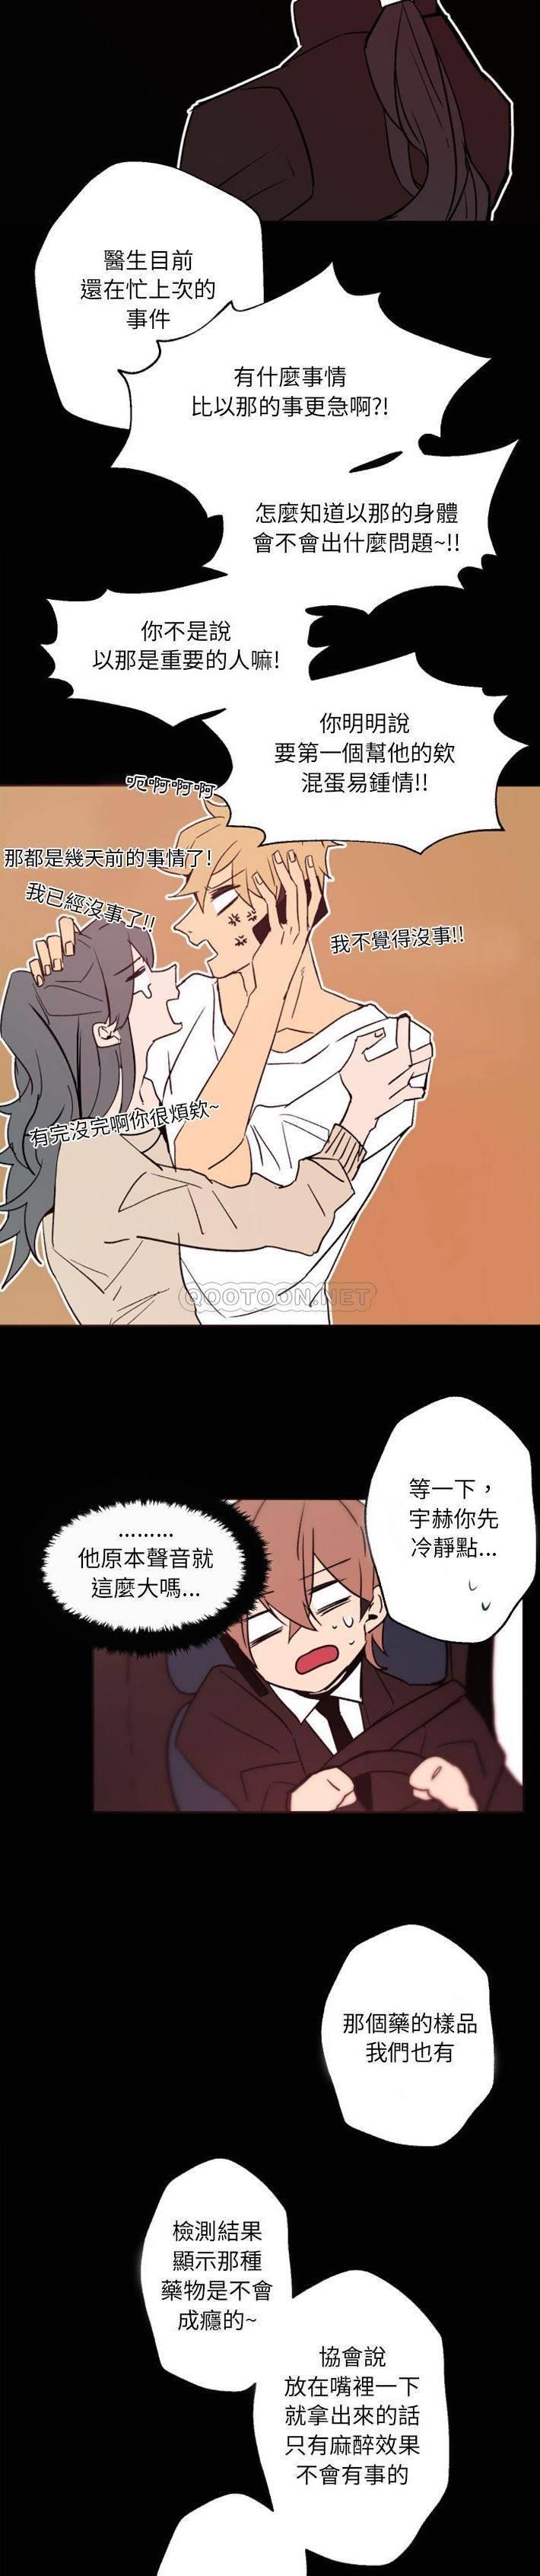 醫生目前
還在忙上次的
事件
有什麼事情
比以那的事更急啊?!
怎麼知道以那的身體
會不會出什麼問題~!!
你不是說
以那是重要的人嘛!
你明明說
要第一個幫他的欸
混蛋易鍾情!!
呃啊啊啊
那都是幾天前的事情了!
我已經沒事了!!
我不覺得沒事!!
有完沒完啊你很煩欸~
QOOTOON.NET
等一下，
宇赫你先
冷靜點...
.........
他原本聲音就
這麼大嗎...
那個藥的樣品
我們也有
檢測結果
顯示那種
藥物是不會
成癮的~
協會說
放在嘴裡一下
就拿出來的話
只有麻醉效果
不會有事的